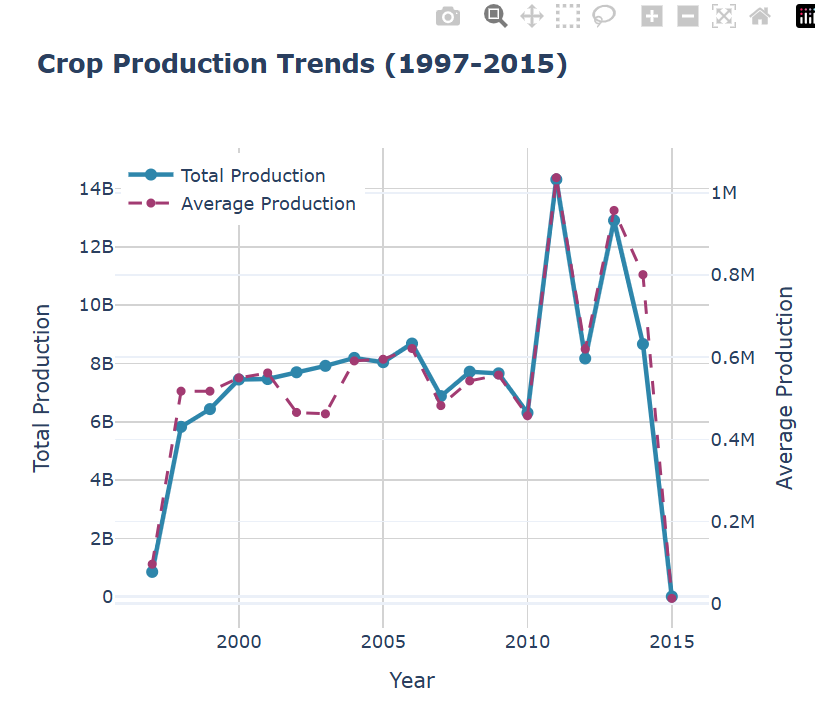 Crop Production Trends (1997-2015)
Total Production
Average Production
14B
12B
10B
8B
6B
4B
2B
0
1M
0.8M
0.6M
0.4M
0.2M
0
Total Production
Average Production
2000 2005 2010 2015
Year